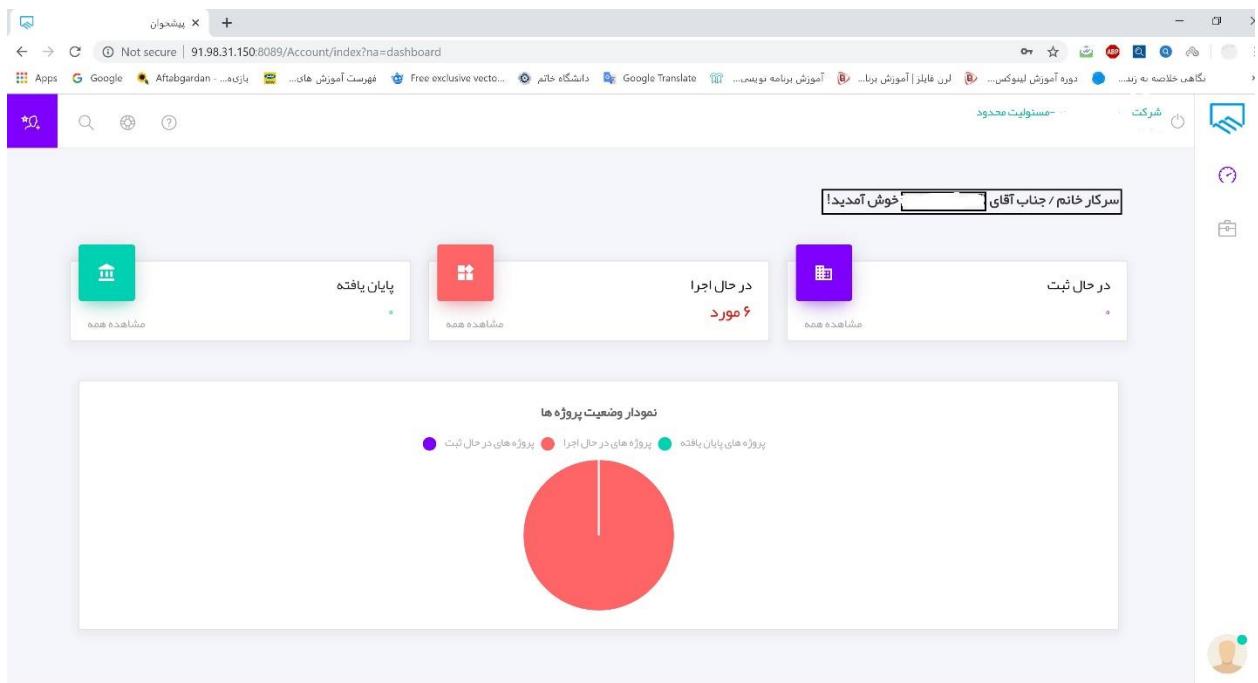 پیشخوان
Not secure | 91.98.31.150:8089/Account/index?na=dashboard
Apps Google Aftabgardan - بازی‌ه... فهرست آموزش های... Free exclusive vecto... دانشگاه خاتم Google Translate آموزش برنامه نویسی... لرن فایلز | آموزش برنا... دوره آموزش لینوکس... نگاهی خلاصه به زند...
شرکت -مسئولیت محدود
سرکار خانم / جناب آقای خوش آمدید!
در حال ثبت
۰
مشاهده همه
در حال اجرا
۶ مورد
مشاهده همه
پایان یافته
۰
مشاهده همه
نمودار وضعیت پروژه ها
پروژه های پایان یافته پروژه های در حال اجرا پروژه های در حال ثبت